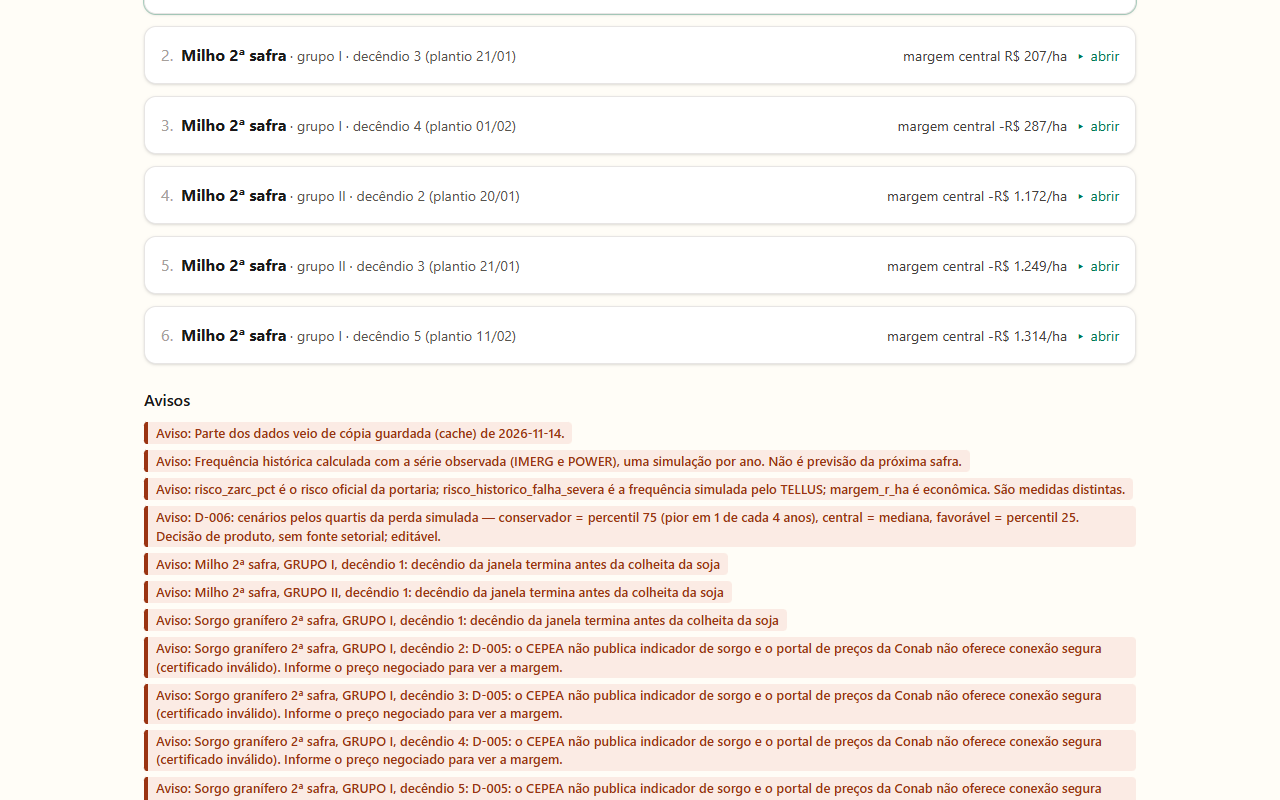 2. Milho 2ª safra · grupo I · decêndio 3 (plantio 21/01) margem central R$ 207/ha ▸ abrir
3. Milho 2ª safra · grupo I · decêndio 4 (plantio 01/02) margem central -R$ 287/ha ▸ abrir
4. Milho 2ª safra · grupo II · decêndio 2 (plantio 20/01) margem central -R$ 1.172/ha ▸ abrir
5. Milho 2ª safra · grupo II · decêndio 3 (plantio 21/01) margem central -R$ 1.249/ha ▸ abrir
6. Milho 2ª safra · grupo I · decêndio 5 (plantio 11/02) margem central -R$ 1.314/ha ▸ abrir
Avisos
Aviso: Parte dos dados veio de cópia guardada (cache) de 2026-11-14.
Aviso: Frequência histórica calculada com a série observada (IMERG e POWER), uma simulação por ano. Não é previsão da próxima safra.
Aviso: risco_zarc_pct é o risco oficial da portaria; risco_historico_falha_severa é a frequência simulada pelo TELLUS; margem_r_ha é econômica. São medidas distintas.
Aviso: D-006: cenários pelos quartis da perda simulada — conservador = percentil 75 (pior em 1 de cada 4 anos), central = mediana, favorável = percentil 25.
Decisão de produto, sem fonte setorial; editável.
Aviso: Milho 2ª safra, GRUPO I, decêndio 1: decêndio da janela termina antes da colheita da soja
Aviso: Milho 2ª safra, GRUPO II, decêndio 1: decêndio da janela termina antes da colheita da soja
Aviso: Sorgo granífero 2ª safra, GRUPO I, decêndio 1: decêndio da janela termina antes da colheita da soja
Aviso: Sorgo granífero 2ª safra, GRUPO I, decêndio 2: D-005: o CEPEA não publica indicador de sorgo e o portal de preços da Conab não oferece conexão segura
(certificado inválido). Informe o preço negociado para ver a margem.
Aviso: Sorgo granífero 2ª safra, GRUPO I, decêndio 3: D-005: o CEPEA não publica indicador de sorgo e o portal de preços da Conab não oferece conexão segura
(certificado inválido). Informe o preço negociado para ver a margem.
Aviso: Sorgo granífero 2ª safra, GRUPO I, decêndio 4: D-005: o CEPEA não publica indicador de sorgo e o portal de preços da Conab não oferece conexão segura
(certificado inválido). Informe o preço negociado para ver a margem.
Aviso: Sorgo granífero 2ª safra, GRUPO I, decêndio 5: D-005: o CEPEA não publica indicador de sorgo e o portal de preços da Conab não oferece conexão segura